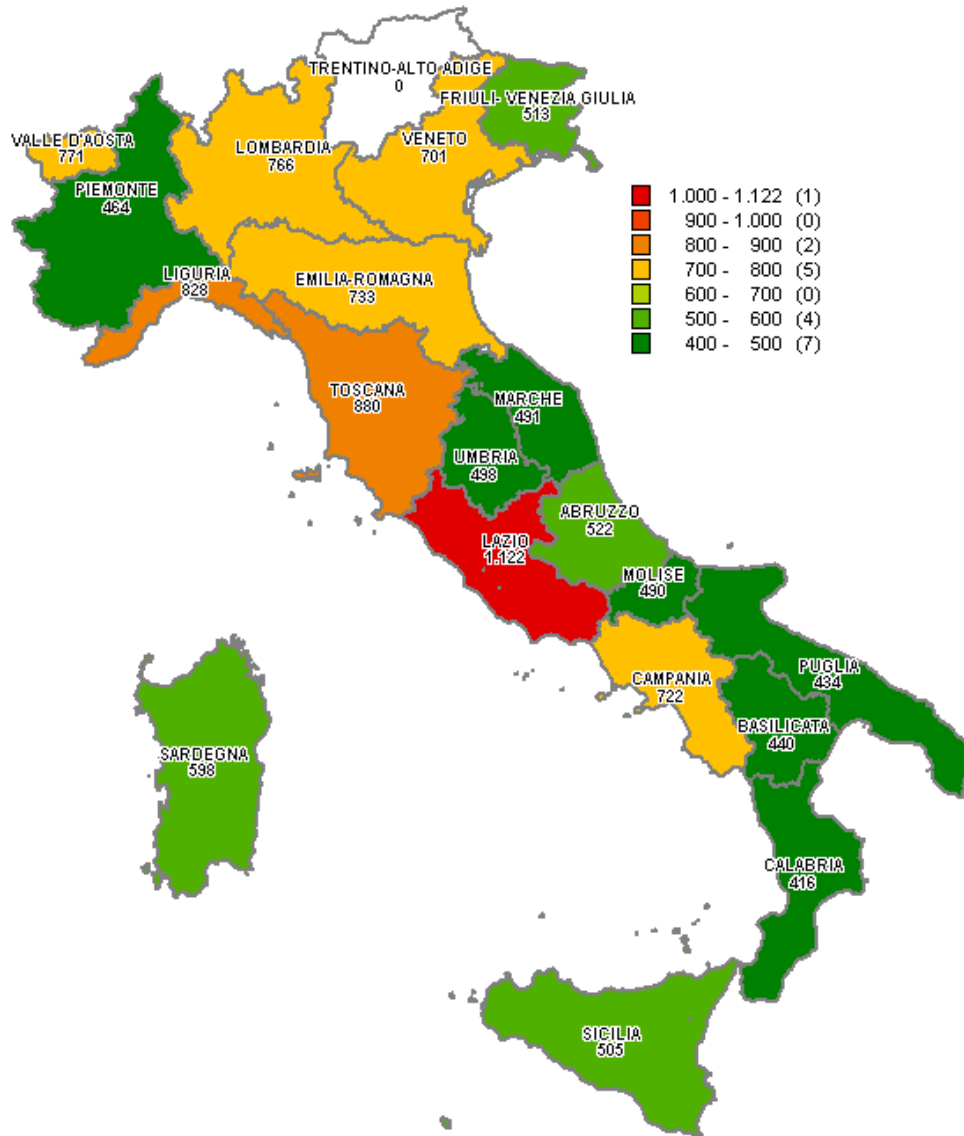 TRENTINO-ALTO ADIGE
0
FRIULI- VENEZIA GIULIA
513
VALLE D'AOSTA
771
LOMBARDIA
766
VENETO
701
PIEMONTE
464
LIGURIA
828
EMILIA-ROMAGNA
733
1.000 - 1.122 (1)
900 - 1.000 (0)
800 - 900 (2)
700 - 800 (5)
600 - 700 (0)
500 - 600 (4)
400 - 500 (7)
TOSCANA
880
MARCHE
491
UMBRIA
498
ABRUZZO
522
LAZIO
1.122
MOLISE
490
PUGLIA
434
CAMPANIA
722
BASILICATA
440
SARDEGNA
598
CALABRIA
416
SICILIA
505